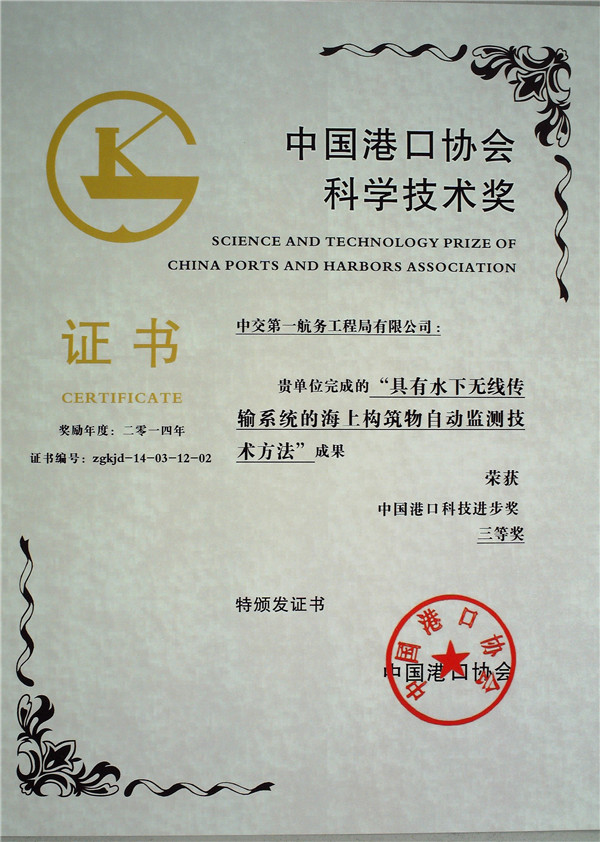 中国港口协会
科学技术奖
SCIENCE AND TECHNOLOGY PRIZE OF
CHINA PORTS AND HARBORS ASSOCIATION
证书
CERTIFICATE
奖励年度：二零一四年
证书编号：zgkjd-14-03-12-02
中交第一航务工程局有限公司：
贵单位完成的“具有水下无线传
输系统的海上构筑物自动监测技
术方法”成果
荣获
中国港口科技进步奖
三等奖
特颁发证书
中国港口协会
中国港口协会